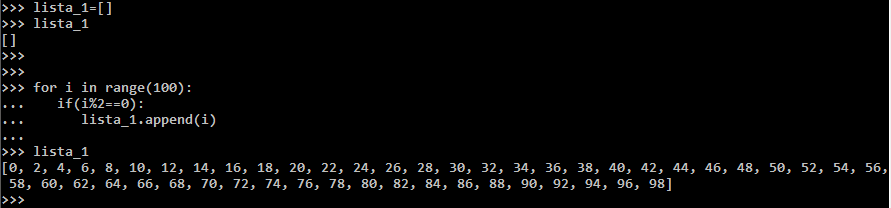 >>> lista_1=[]
>>> lista_1
[]
>>>
>>>
>>> for i in range(100):
...    if(i%2==0):
...       lista_1.append(i)
...
>>> lista_1
[0, 2, 4, 6, 8, 10, 12, 14, 16, 18, 20, 22, 24, 26, 28, 30, 32, 34, 36, 38, 40, 42, 44, 46, 48, 50, 52, 54, 56,
 58, 60, 62, 64, 66, 68, 70, 72, 74, 76, 78, 80, 82, 84, 86, 88, 90, 92, 94, 96, 98]
>>>